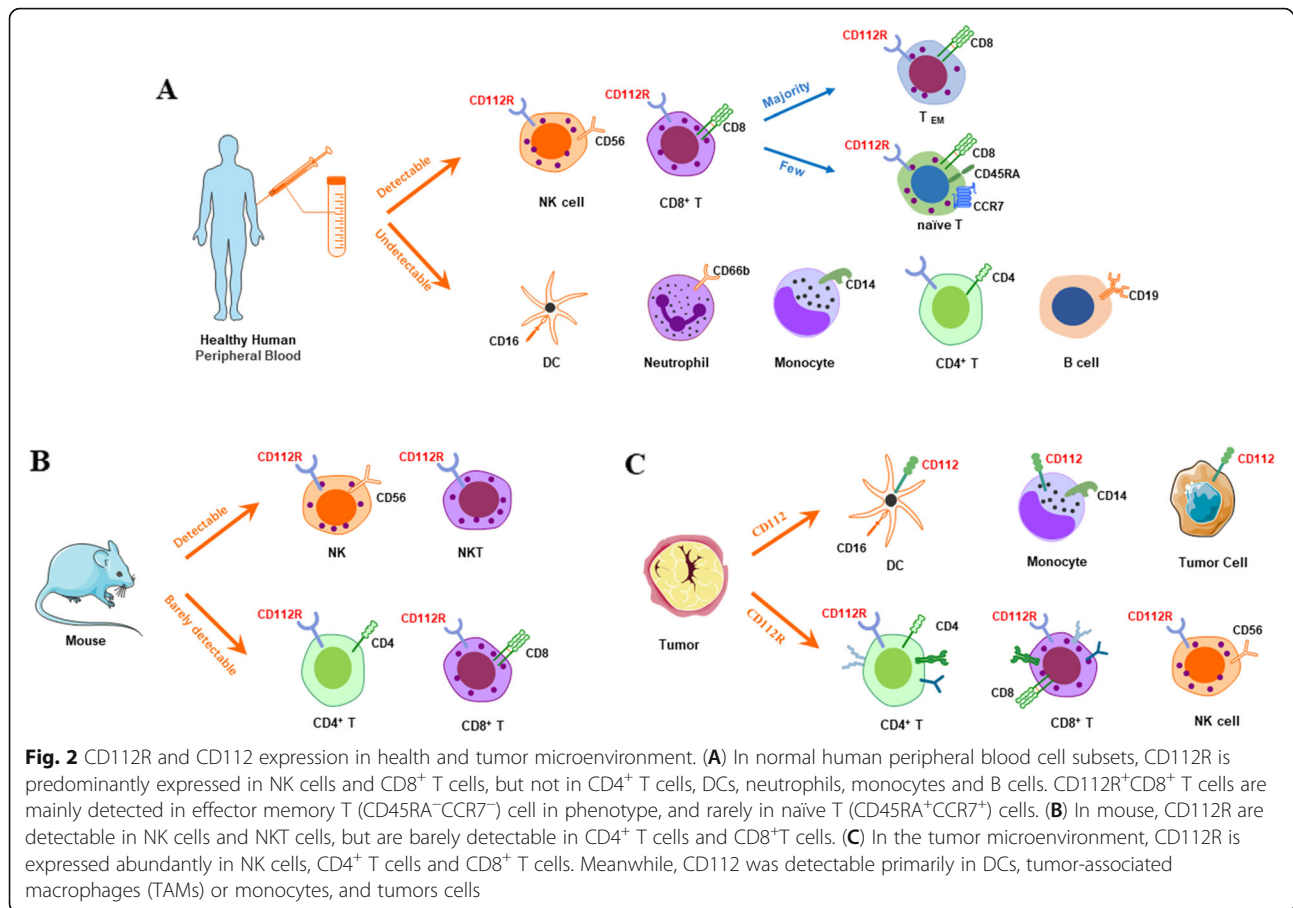 A
Healthy Human
Peripheral Blood
Detectable
Undetectable
CD112R
CD56
NK cell
CD112R
CD8
CD8+ T
Majority
Few
CD112R
CD8
T EM
CD112R
CD8
CD45RA
CCR7
naïve T
CD16
DC
CD66b
Neutrophil
CD14
Monocyte
CD4
CD4+ T
CD19
B cell
B
Mouse
Detectable
Barely detectable
CD112R
CD56
NK
CD112R
NKT
CD112R
CD4
CD4+ T
CD112R
CD8
CD8+ T
C
Tumor
CD112
CD112R
CD112
CD16
DC
CD112
CD14
Monocyte
CD112
Tumor Cell
CD112R
CD4
CD4+ T
CD112R
CD8
CD8+ T
CD112R
CD56
NK cell
Fig. 2 CD112R and CD112 expression in health and tumor microenvironment. (A) In normal human peripheral blood cell subsets, CD112R is
predominantly expressed in NK cells and CD8+ T cells, but not in CD4+ T cells, DCs, neutrophils, monocytes and B cells. CD112R+CD8+ T cells are
mainly detected in effector memory T (CD45RA−CCR7−) cell in phenotype, and rarely in naïve T (CD45RA+CCR7+) cells. (B) In mouse, CD112R are
detectable in NK cells and NKT cells, but are barely detectable in CD4+ T cells and CD8+T cells. (C) In the tumor microenvironment, CD112R is
expressed abundantly in NK cells, CD4+ T cells and CD8+ T cells. Meanwhile, CD112 was detectable primarily in DCs, tumor-associated
macrophages (TAMs) or monocytes, and tumors cells